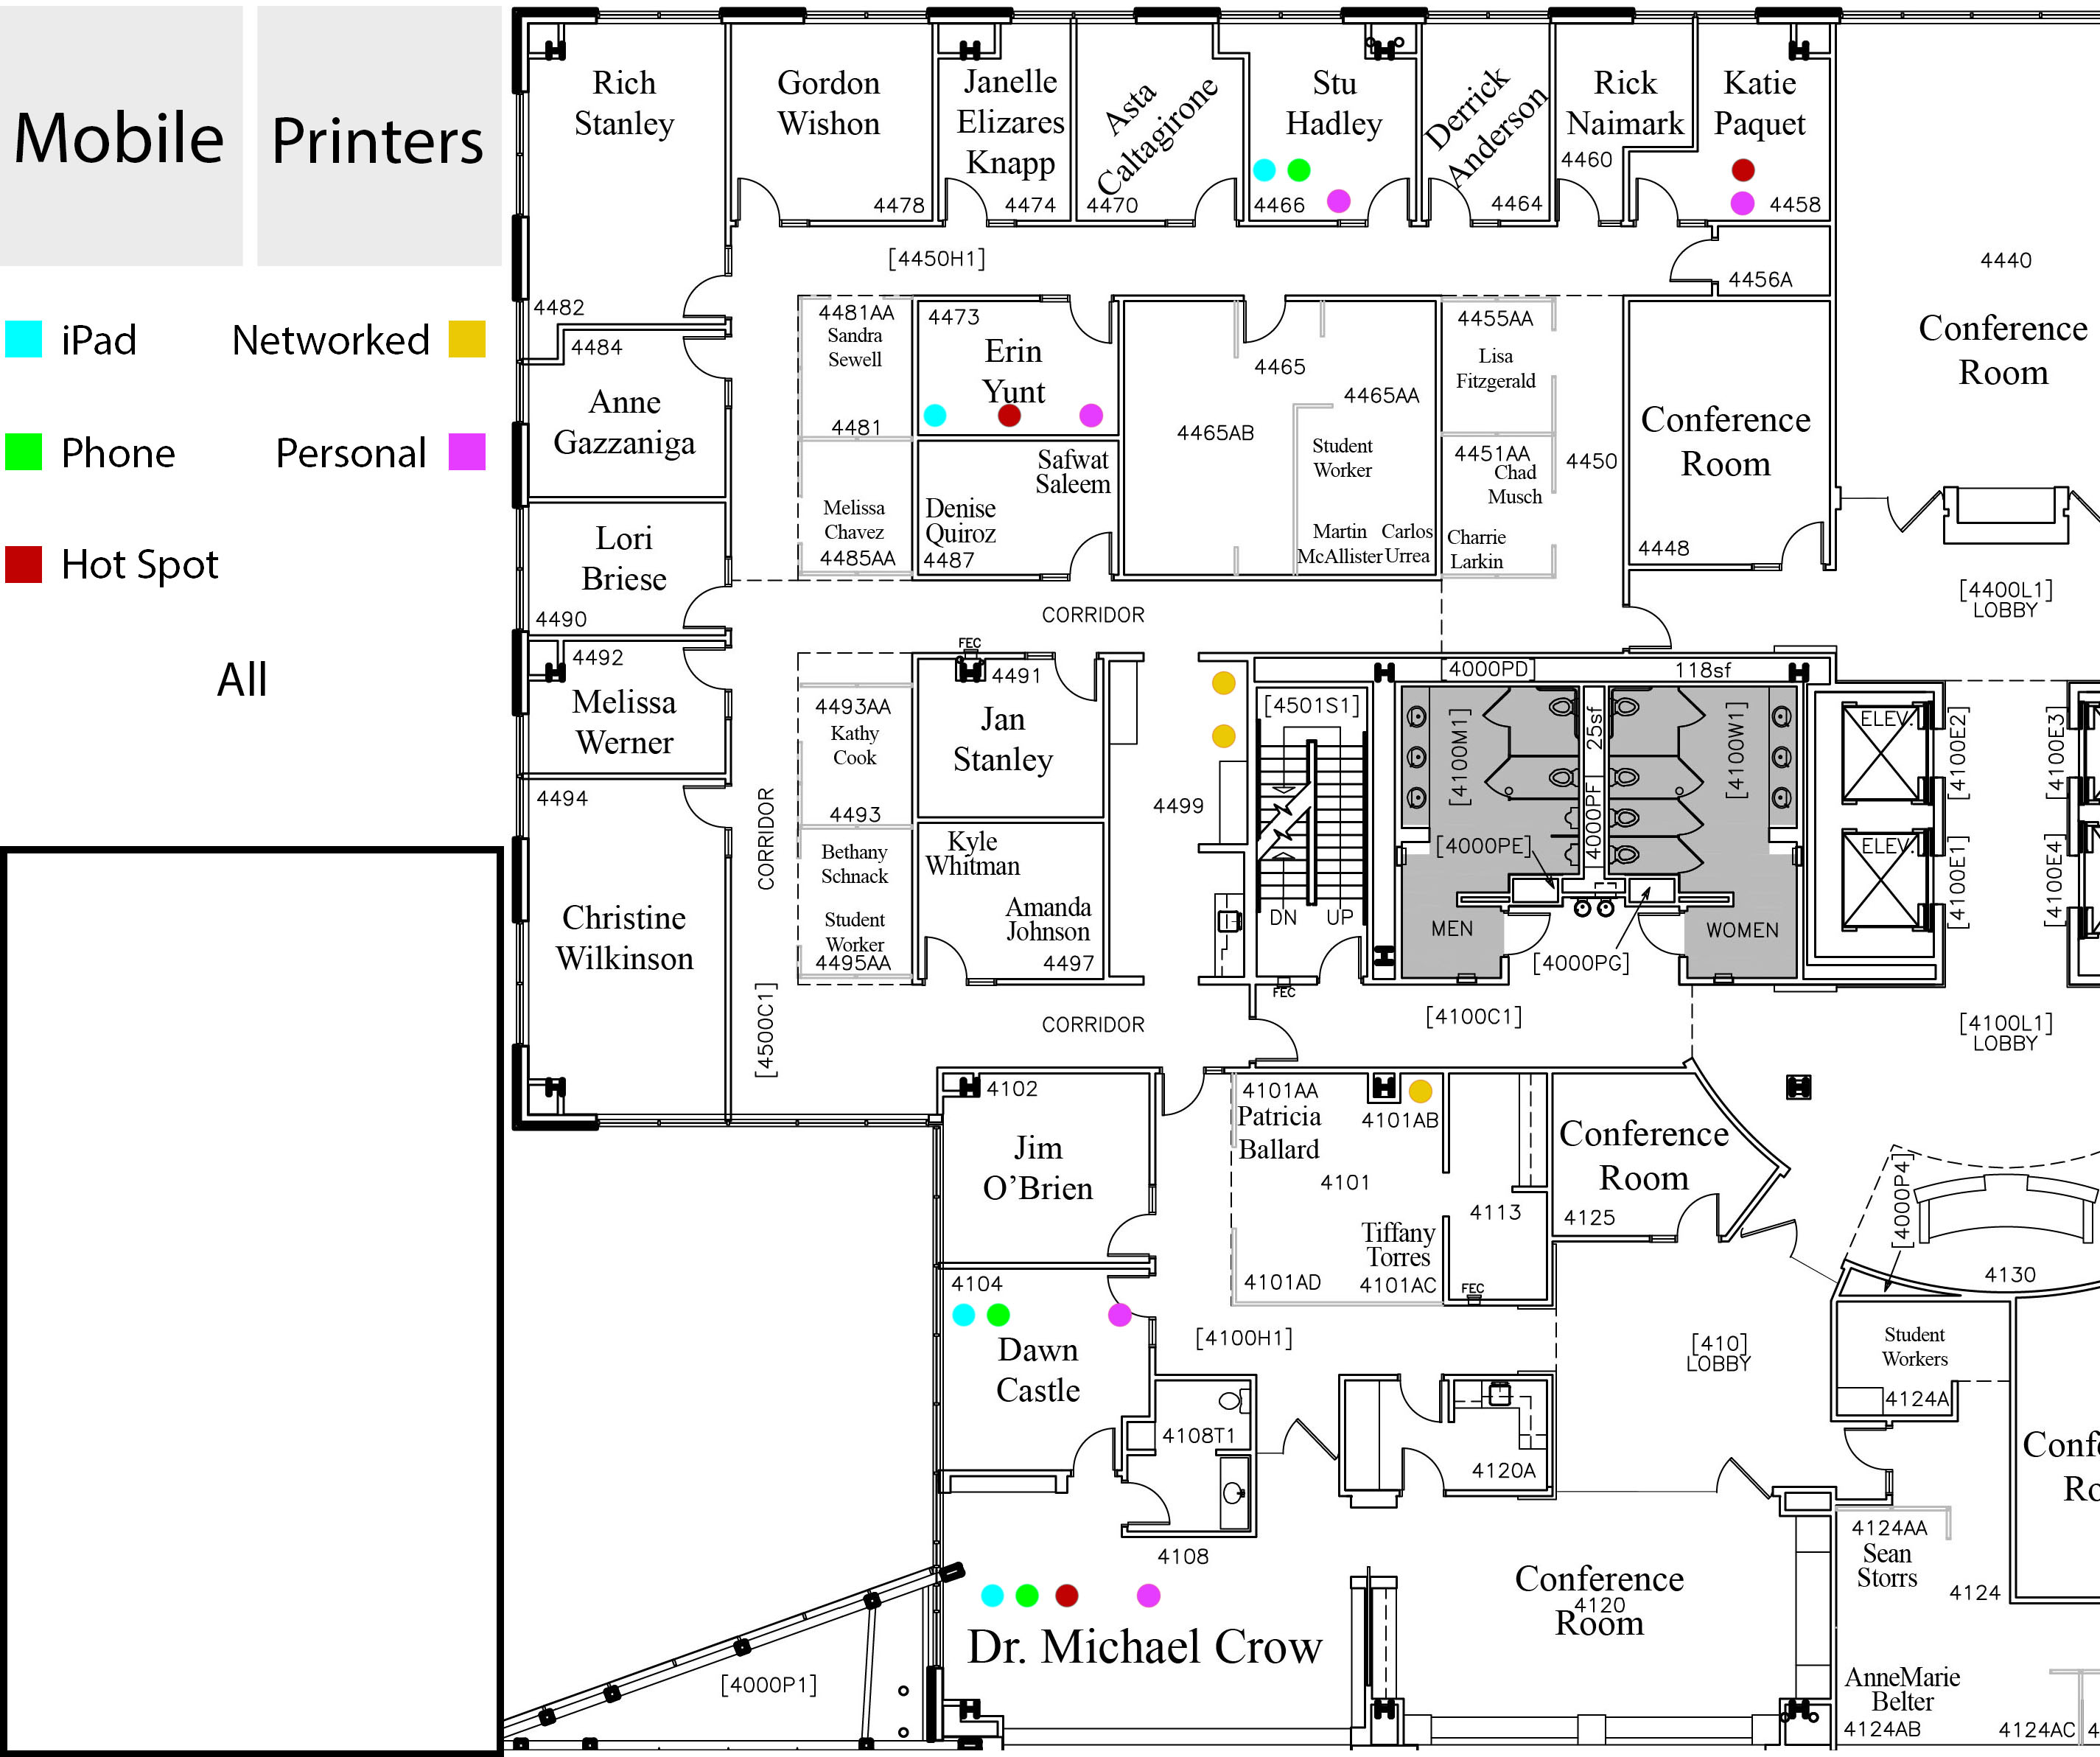 Mobile
Printers
iPad
Networked
Phone
Personal
Hot Spot
All
Rich
Stanley
4482
Gordon
Wishon
4478
Janelle
Elizares
Knapp
4474
Asta
Caltagirone
4470
Stu
Hadley
4466
Derrick
Anderson
4464
Rick
Naimark
4460
Katie
Paquet
4458
[4450H1]
4456A
4440
Conference
Room
4484
Anne
Gazzaniga
4481AA
Sandra
Sewell
4481
4473
Erin
Yunt
4465
4465AA
4465AB
Student
Worker
Martin
McAllister
Carlos
Urrea
4455AA
Lisa
Fitzgerald
4451AA
Chad
Musch
Charrie
Larkin
4450
Conference
Room
4448
Lori
Briese
4490
Melissa
Chavez
4485AA
Safwat
Saleem
Denise
Quiroz
4487
CORRIDOR
[4400L1]
LOBBY
4492
Melissa
Werner
FEC
4491
Jan
Stanley
4493AA
Kathy
Cook
4493
4494
Christine
Wilkinson
CORRIDOR
Bethany
Schnack
Student
Worker
4495AA
Kyle
Whitman
Amanda
Johnson
4497
4499
[4501S1]
DN
UP
FEC
4000PD
118sf
[4100M1]
25sf
4000PF
[4100W1]
[4000PE]
MEN
WOMEN
[4000PG]
ELEV.
ELEV.
[4100E2]
[4100E1]
[4100E3]
[4100E4]
[4500C1]
CORRIDOR
[4100C1]
[4100L1]
LOBBY
4102
Jim
O'Brien
4101AA
Patricia
Ballard
4101AB
4101
Tiffany
Torres
4101AD
4101AC
4113
FEC
Conference
Room
4125
[4000P4]
4130
4104
Dawn
Castle
[4100H1]
[410]
LOBBY
Student
Workers
4124A
4108T1
4120A
Conf
Ro
4108
Dr. Michael Crow
Conference
4120
Room
4124AA
Sean
Storrs
4124
AnneMarie
Belter
4124AB
4124AC
4
[4000P1]